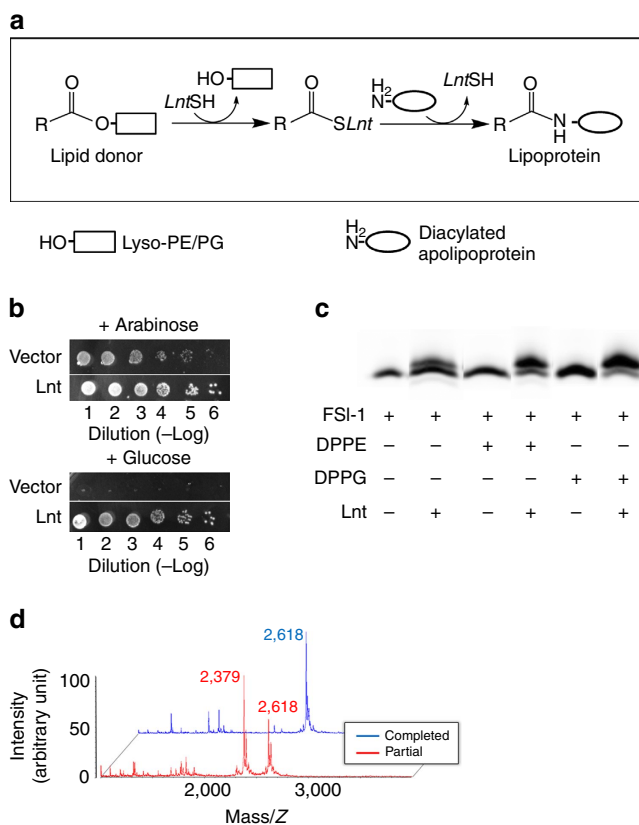 a
O
R
O
Lipid donor
LntSH
HO
O
R
SLnt
H2
N
LntSH
O
R
N
H
Lipoprotein
HO
Lyso-PE/PG
H2
N
Diacylated
apolipoprotein
b
+ Arabinose
Vector
Lnt
1 2 3 4 5 6
Dilution (–Log)
+ Glucose
Vector
Lnt
1 2 3 4 5 6
Dilution (–Log)
c
FSI-1 + + + + + +
DPPE – – + + – –
DPPG – – – – + +
Lnt – + – + – +
d
2,618
2,379
2,618
100
50
0
Intensity
(arbitrary unit)
Completed
Partial
2,000 3,000
Mass/Z